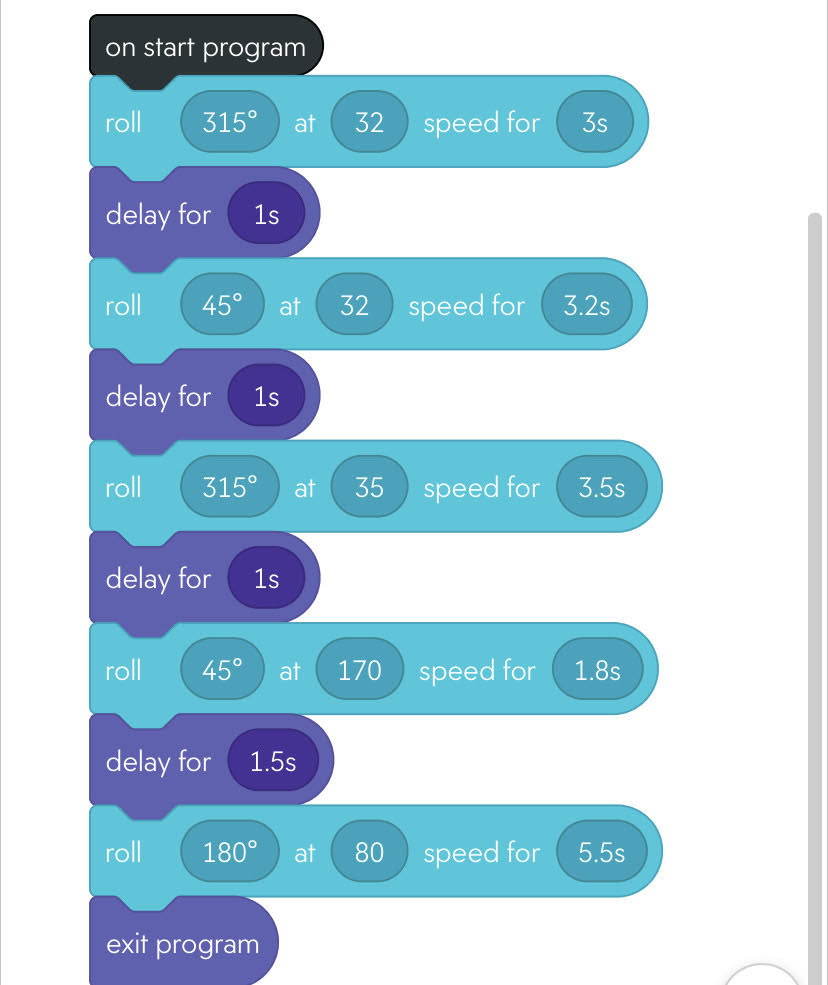 on start program
roll 315° at 32 speed for 3s
delay for 1s
roll 45° at 32 speed for 3.2s
delay for 1s
roll 315° at 35 speed for 3.5s
delay for 1s
roll 45° at 170 speed for 1.8s
delay for 1.5s
roll 180° at 80 speed for 5.5s
exit program